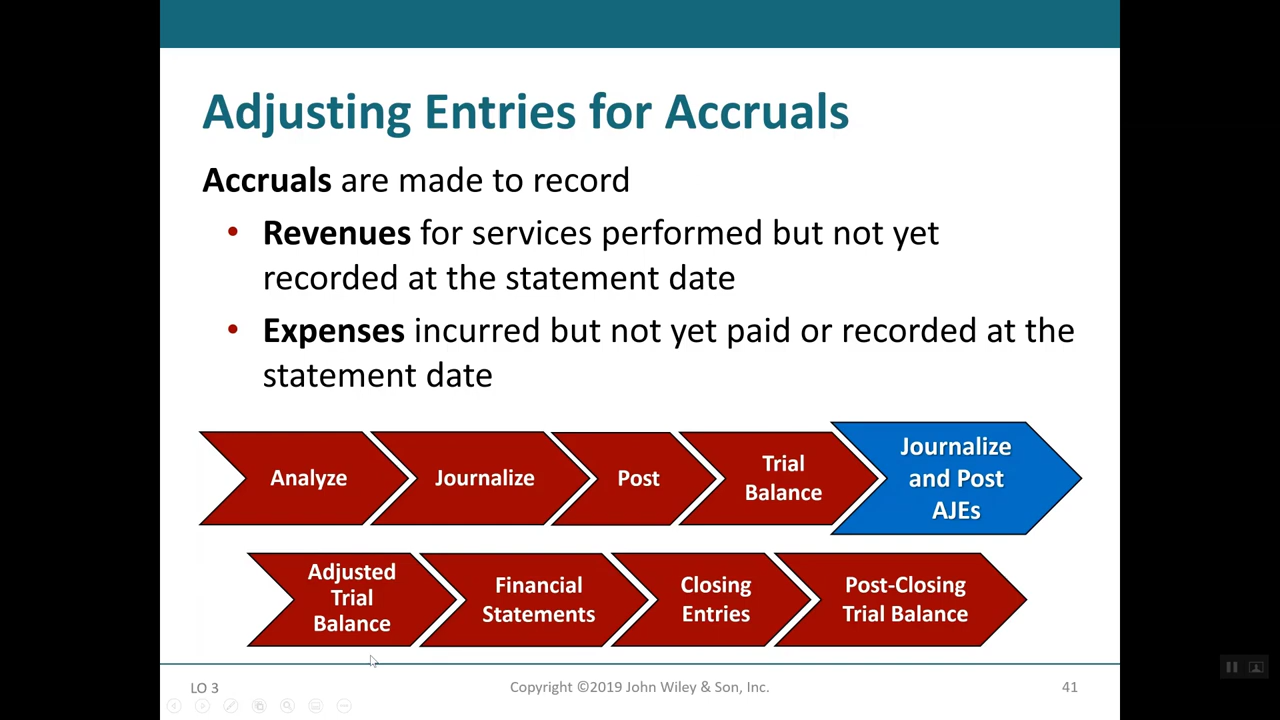 Adjusting Entries for Accruals
Accruals are made to record
• Revenues for services performed but not yet
recorded at the statement date
• Expenses incurred but not yet paid or recorded at the
statement date
Analyze
Journalize
Post
Trial
Balance
Journalize
and Post
AJEs
Adjusted
Trial
Balance
Financial
Statements
Closing
Entries
Post-Closing
Trial Balance
LO 3
Copyright ©2019 John Wiley & Son, Inc.
41